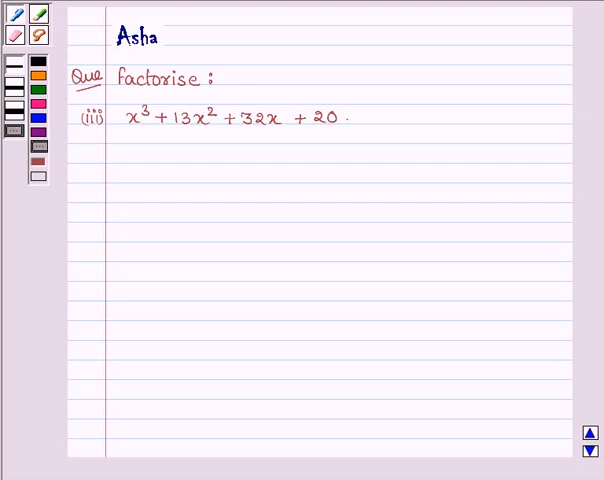 Asha
Que factorise :
(iii) x³ + 13x² + 32x + 20 .